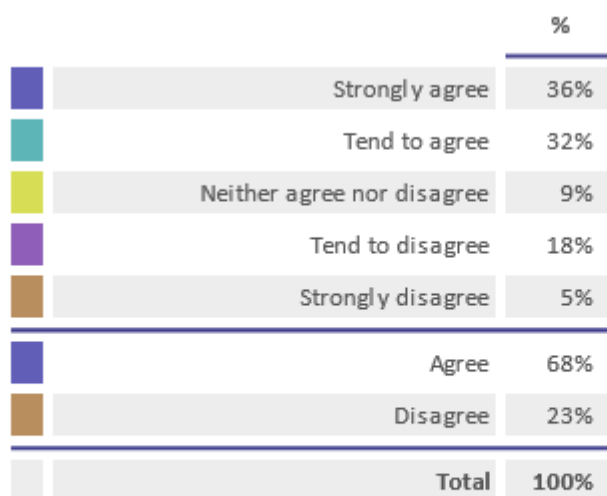 %
Strongly agree 36%
Tend to agree 32%
Neither agree nor disagree 9%
Tend to disagree 18%
Strongly disagree 5%
Agree 68%
Disagree 23%
Total 100%